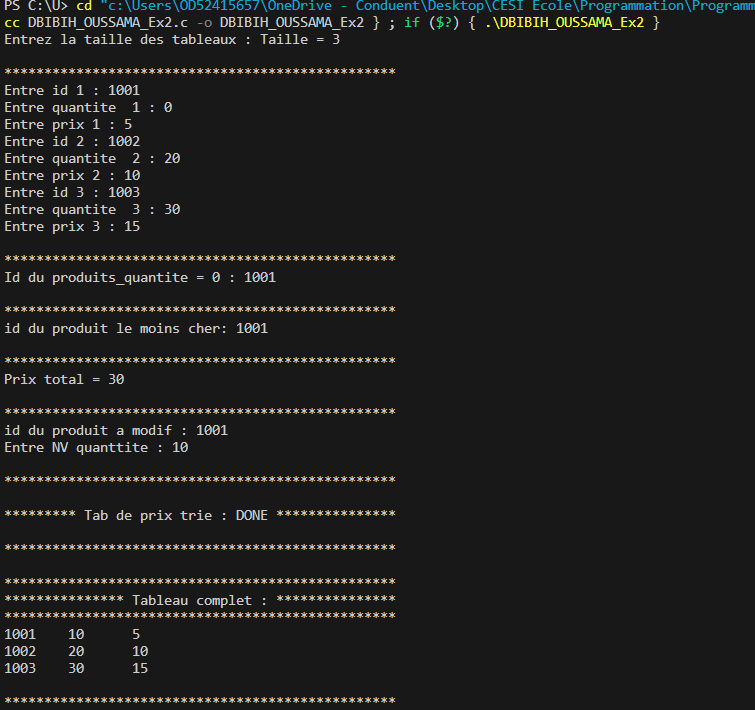 PS C:\U> cd "c:\Users\OD52415657\OneDrive - Conduent\Desktop\CESI Ecole\Programmation\Programm
cc DBIBIH_OUSSAMA_Ex2.c -o DBIBIH_OUSSAMA_Ex2 } ; if ($?) { .\DBIBIH_OUSSAMA_Ex2 }
Entrez la taille des tableaux : Taille = 3
*************************************************
Entre id 1 : 1001
Entre quantite  1 : 0
Entre prix 1 : 5
Entre id 2 : 1002
Entre quantite  2 : 20
Entre prix 2 : 10
Entre id 3 : 1003
Entre quantite  3 : 30
Entre prix 3 : 15
*************************************************
Id du produits_quantite = 0 : 1001
*************************************************
id du produit le moins cher: 1001
*************************************************
Prix total = 30
*************************************************
id du produit a modif : 1001
Entre NV quanttite : 10
*************************************************
********* Tab de prix trie : DONE ***************
*************************************************
*************************************************
*************** Tableau complet : ***************
*************************************************
1001    10      5
1002    20      10
1003    30      15
*************************************************